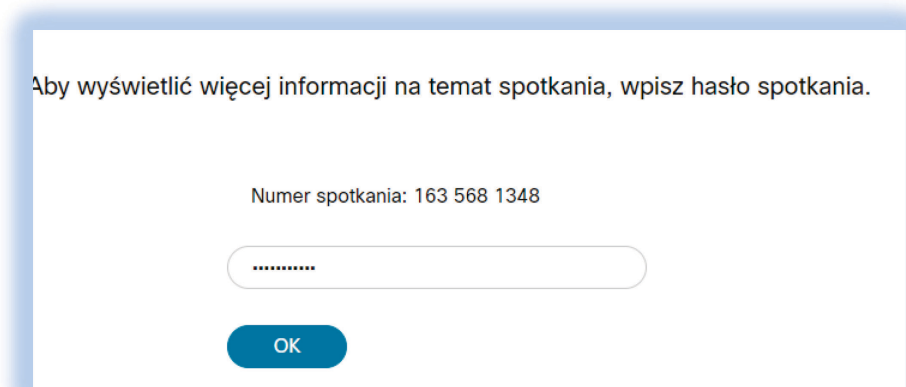 Aby wyświetlić więcej informacji na temat spotkania, wpisz hasło spotkania.
Numer spotkania: 163 568 1348
•••••••••••
OK